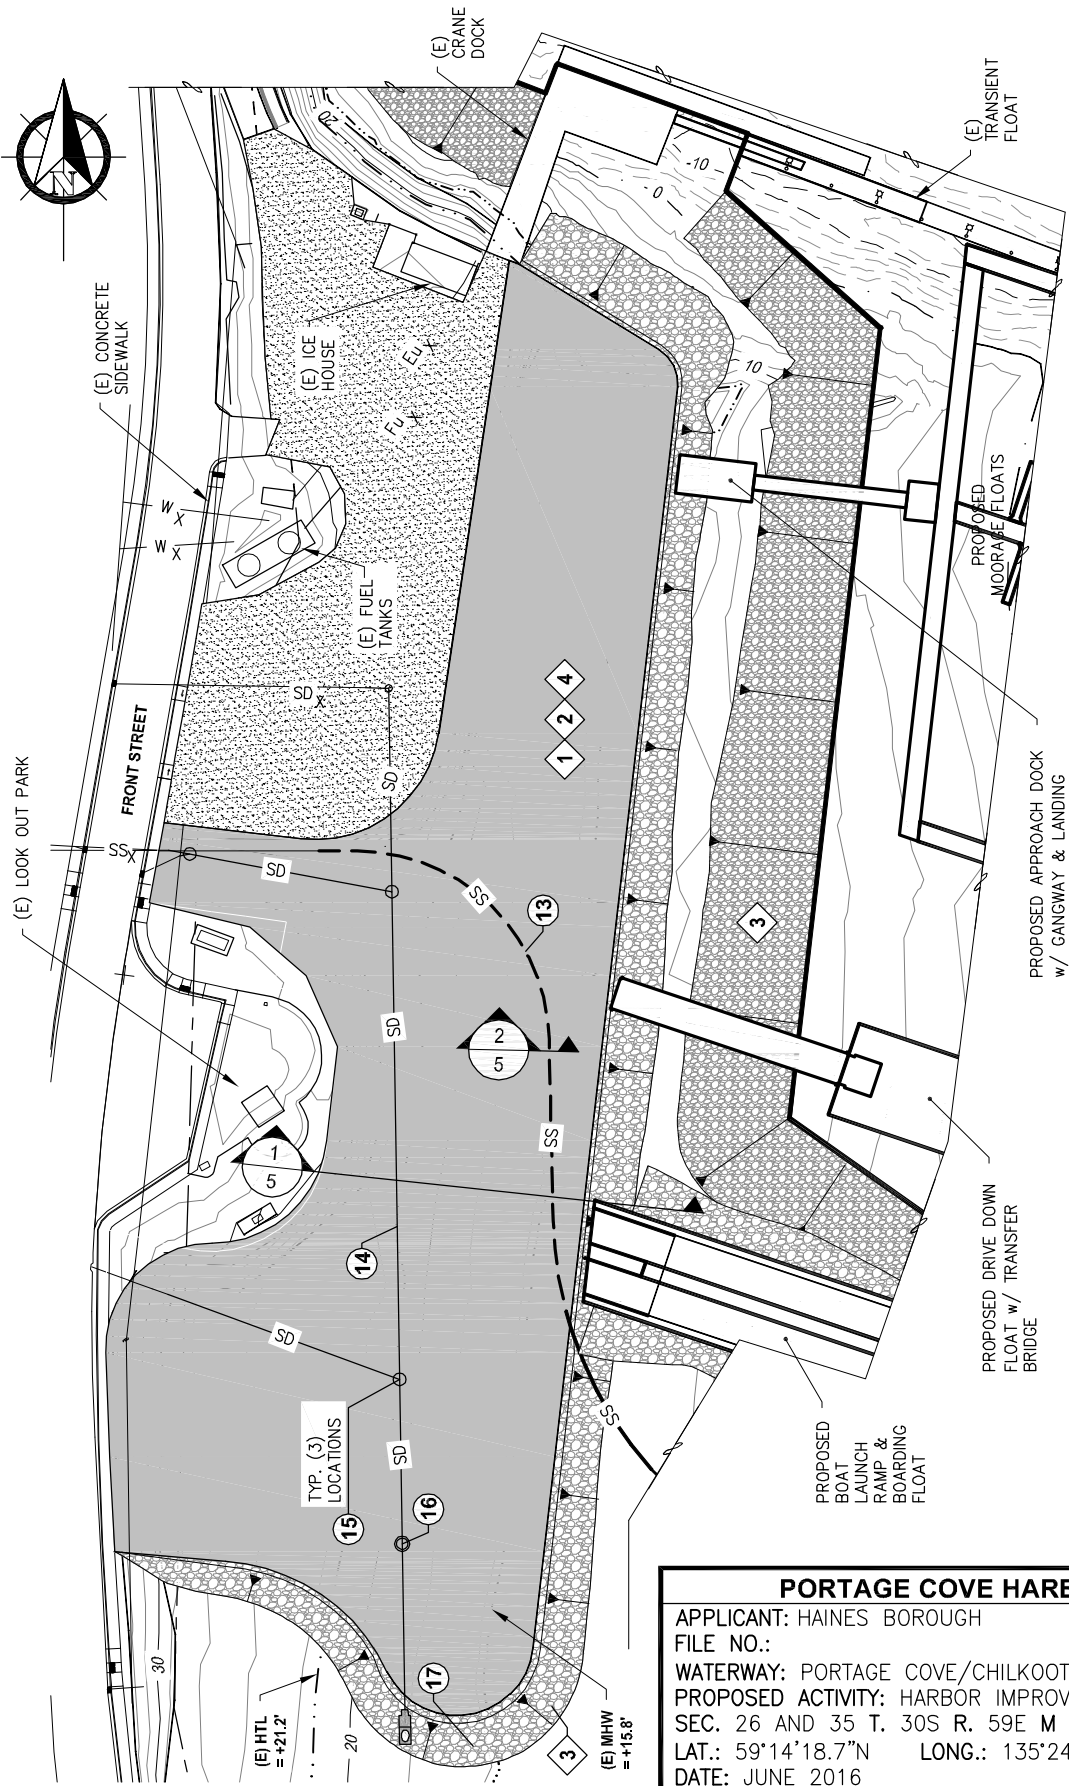 N
(E) LOOK OUT PARK
(E) CONCRETE
SIDEWALK
(E)
CRANE
DOCK
20
(E)
TRANSIENT
FLOAT
FRONT STREET
W
X
W
X
(E) ICE
HOUSE
Eu X
Fu X
(E) FUEL
TANKS
-10
0
10
SS
X
SD
X
SD
SD
SD
SD
SD
SS
SS
SS
13
14
TYP. (3)
LOCATIONS
15
16
17
1
5
2
5
1
2
4
3
3
PROPOSED
MOORAGE FLOATS
PROPOSED APPROACH DOCK
w/ GANGWAY & LANDING
PROPOSED DRIVE DOWN
FLOAT w/ TRANSFER
BRIDGE
PROPOSED
BOAT
LAUNCH
RAMP &
BOARDING
FLOAT
30
20
(E) HTL
= +21.2'
(E) MHW
= +15.8'
PORTAGE COVE HARB
APPLICANT: HAINES BOROUGH
FILE NO.:
WATERWAY: PORTAGE COVE/CHILKOOT
PROPOSED ACTIVITY: HARBOR IMPROV
SEC. 26 AND 35 T. 30S R. 59E M
LAT.: 59°14'18.7"N LONG.: 135°24
DATE: JUNE 2016